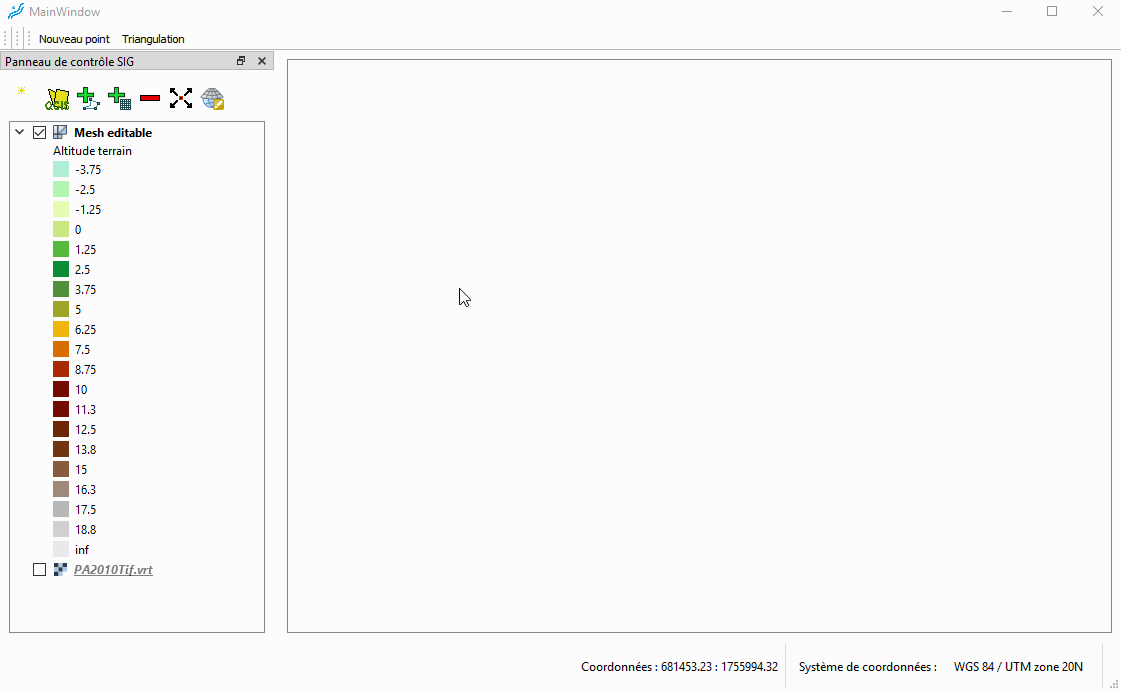 MainWindow
Nouveau point Triangulation
Panneau de contrôle SIG
QGIS
Mesh editable
Altitude terrain
-3.75
-2.5
-1.25
0
1.25
2.5
3.75
5
6.25
7.5
8.75
10
11.3
12.5
13.8
15
16.3
17.5
18.8
inf
PA2010Tif.vrt
Coordonnées : 681453.23 : 1755994.32 Système de coordonnées : WGS 84 / UTM zone 20N